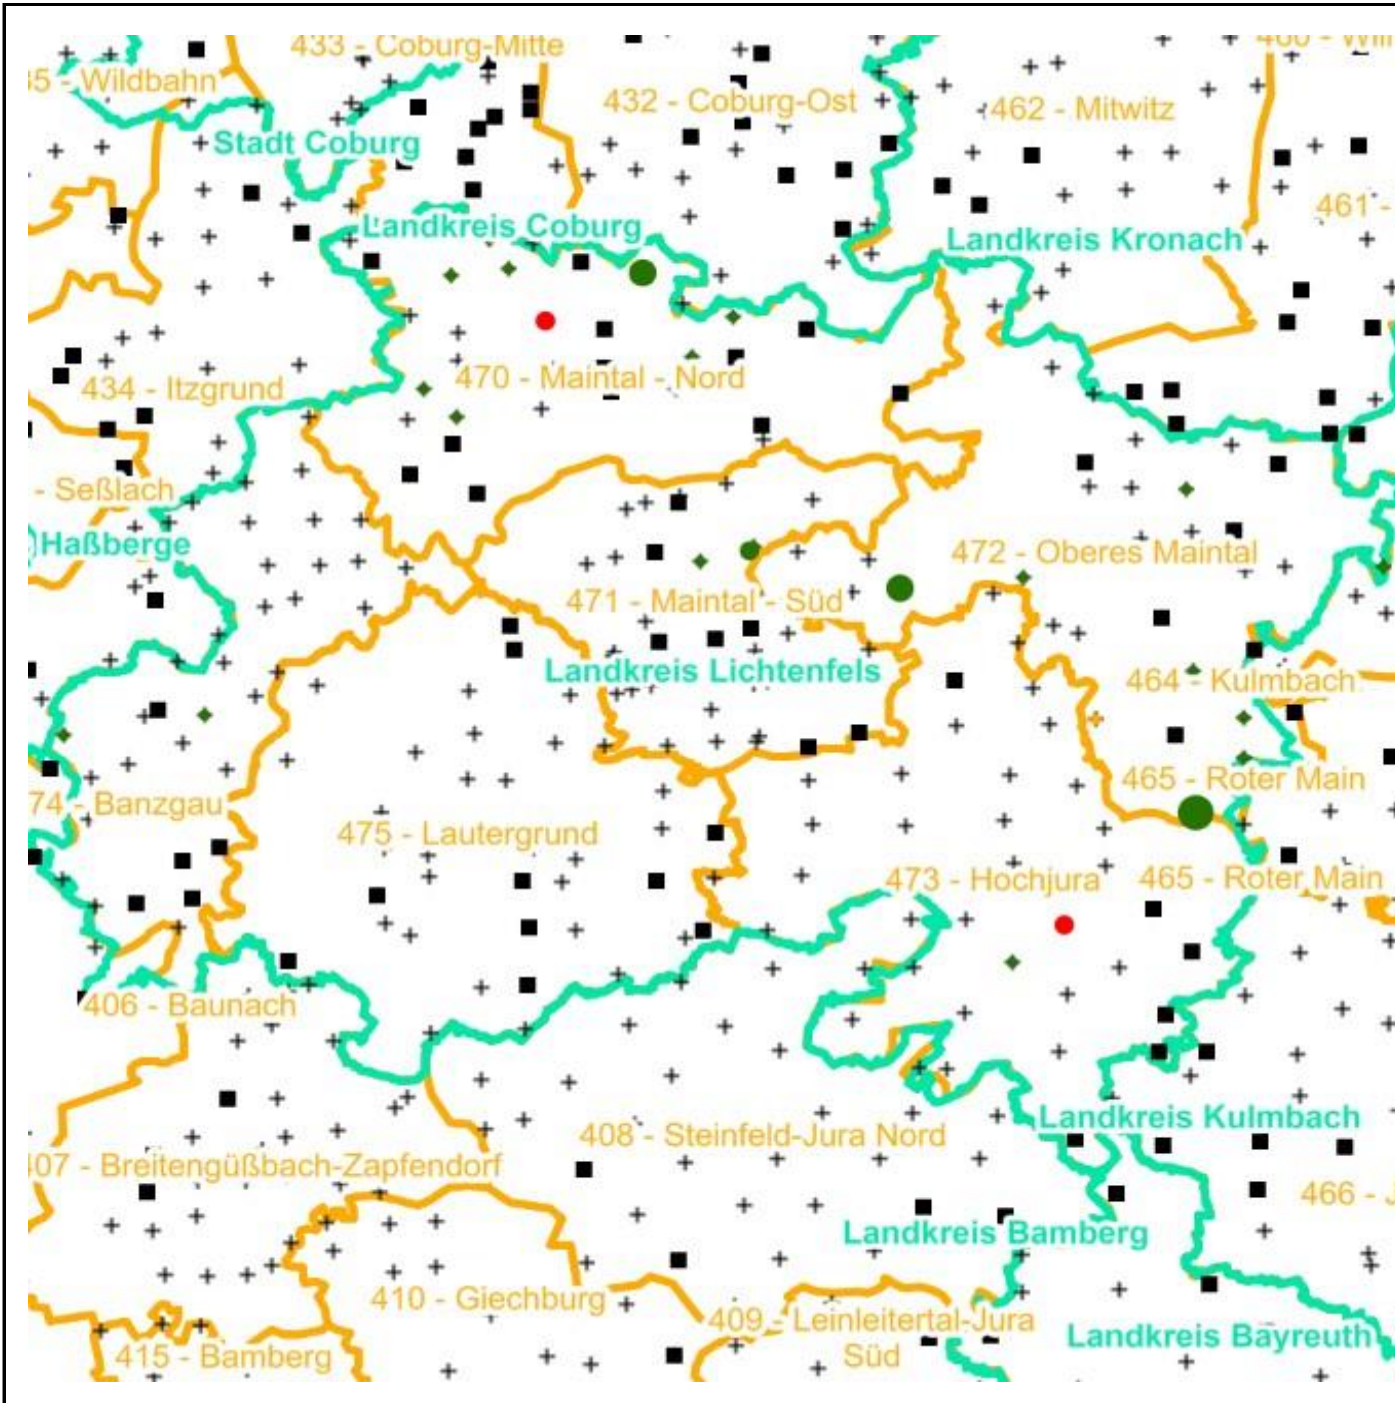 433 - Coburg-Mitte
35 - Wildbahn
432 - Coburg-Ost
462 - Mitwitz
Stadt Coburg
461 -
Landkreis Coburg
Landkreis Kronach
470 - Maintal - Nord
434 - Itzgrund
- Seßlach
Haßberge
472 - Oberes Maintal
471 - Maintal - Süd
Landkreis Lichtenfels
464 - Kulmbach
465 - Roter Main
74 - Banzgau
475 - Lautergrund
473 - Hochjura
465 - Roter Main
406 - Baunach
Landkreis Kulmbach
408 - Steinfeld-Jura Nord
407 - Breitengüßbach-Zapfendorf
466 - J
Landkreis Bamberg
410 - Giechburg
409 - Leinleitertal-Jura
Süd
Landkreis Bayreuth
415 - Bamberg